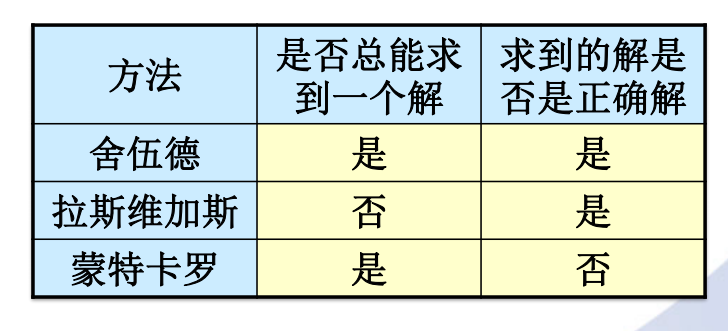 方法
是否总能求
到一个解
求到的解是
否是正确解
舍伍德
是
是
拉斯维加斯
否
是
蒙特卡罗
是
否